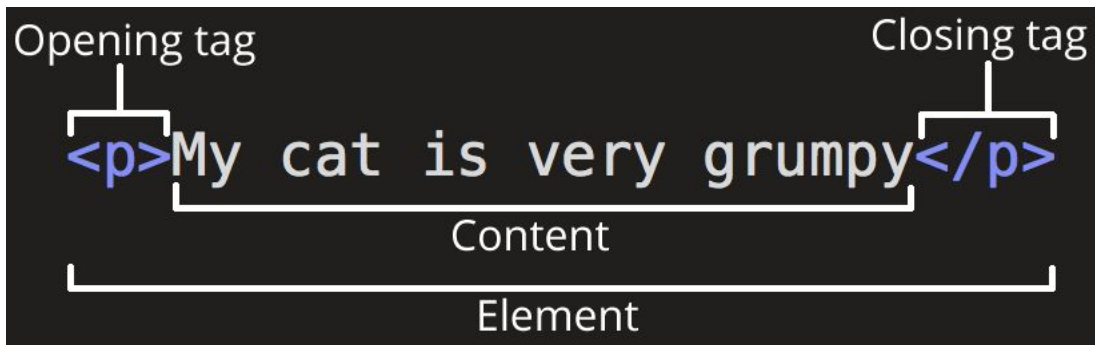 Opening tag
Closing tag
<p>My cat is very grumpy</p>
Content
Element